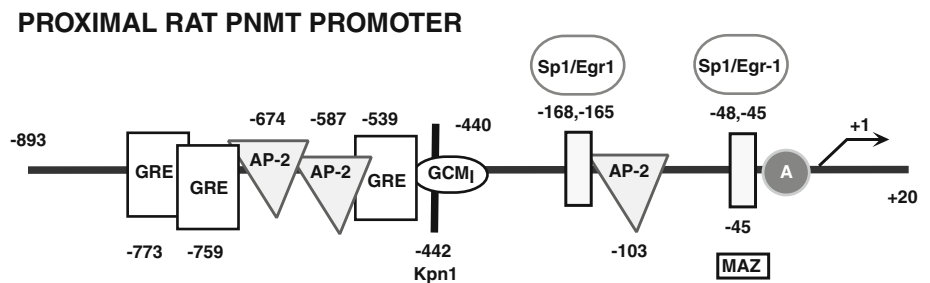 PROXIMAL RAT PNMT PROMOTER
Sp1/Egr1
Sp1/Egr-1
-893
-674
-587
-539
-440
-168,-165
-48,-45
+1
GRE
GRE
AP-2
AP-2
GRE
GCMI
AP-2
A
+20
-773
-759
-442
Kpn1
-103
-45
MAZ